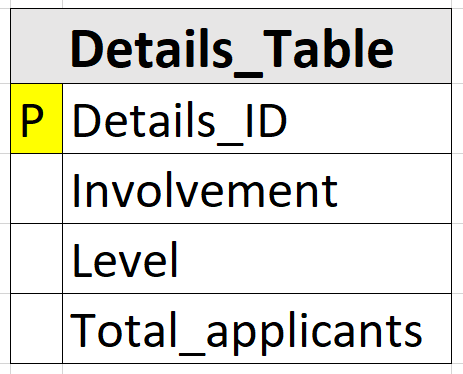 Details_Table
P Details_ID
Involvement
Level
Total_applicants